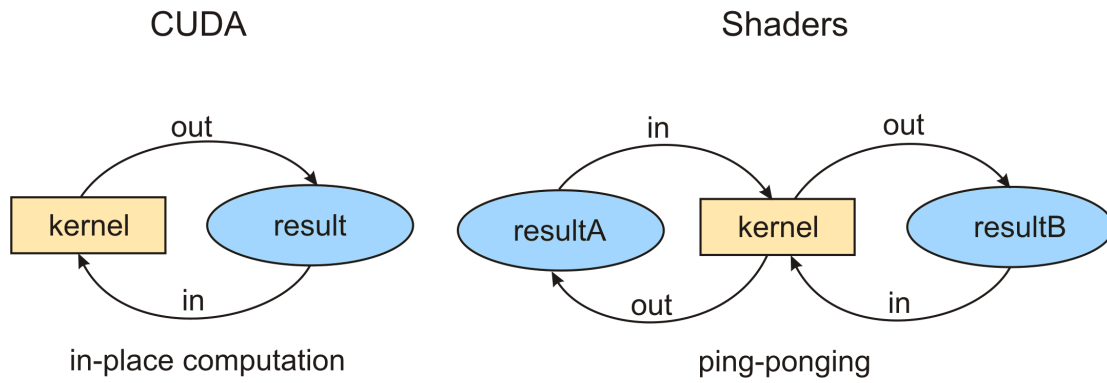 CUDA
out
kernel
result
in
in-place computation
Shaders
in
out
resultA
kernel
resultB
out
in
ping-ponging